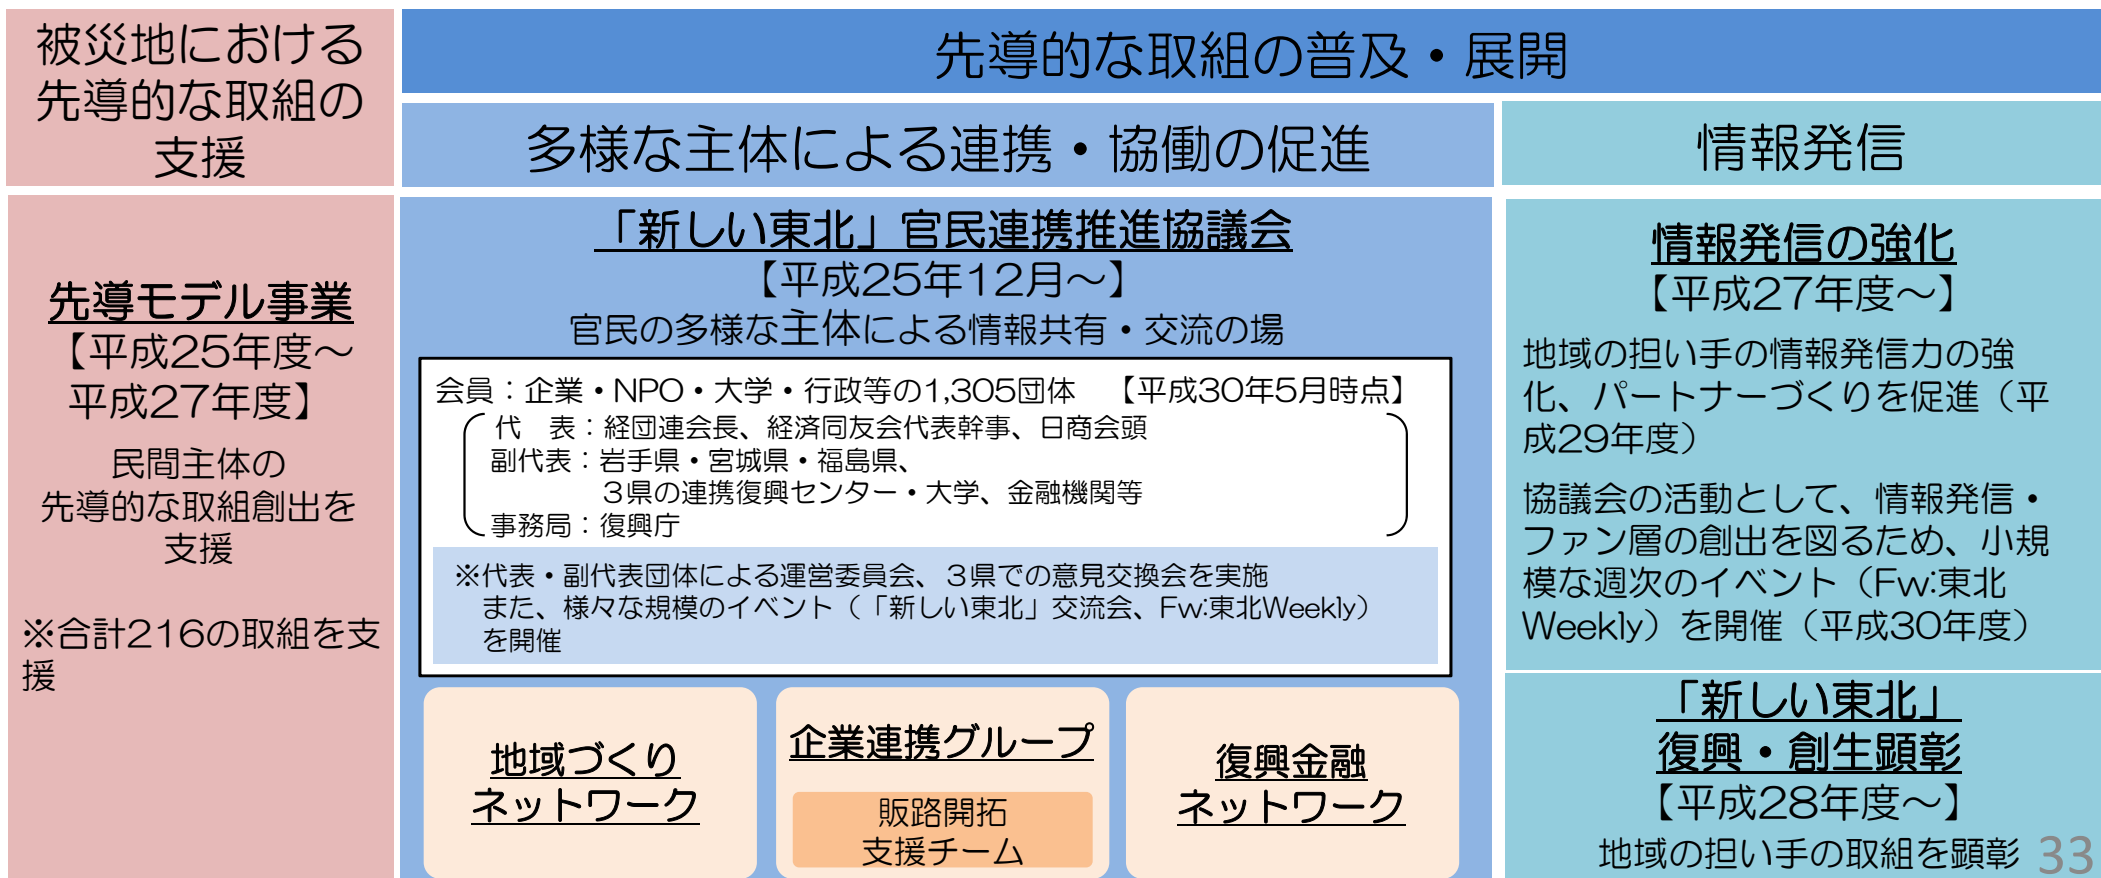 被災地における
先導的な取組の
支援
先導モデル事業
【平成25年度～
平成27年度】
民間主体の
先導的な取組創出を
支援
※合計216の取組を支
援
先導的な取組の普及・展開
多様な主体による連携・協働の促進
「新しい東北」官民連携推進協議会
【平成25年12月～】
官民の多様な主体による情報共有・交流の場
会員：企業・NPO・大学・行政等の1,305団体　【平成30年5月時点】
代　表：経団連会長、経済同友会代表幹事、日商会頭
副代表：岩手県・宮城県・福島県、
３県の連携復興センター・大学、金融機関等
事務局：復興庁
※代表・副代表団体による運営委員会、３県での意見交換会を実施
また、様々な規模のイベント（「新しい東北」交流会、Fw:東北Weekly）
を開催
地域づくり
ネットワーク
企業連携グループ
販路開拓
支援チーム
復興金融
ネットワーク
情報発信
情報発信の強化
【平成27年度～】
地域の担い手の情報発信力の強
化、パートナーづくりを促進（平
成29年度）
協議会の活動として、情報発信・
ファン層の創出を図るため、小規
模な週次のイベント（Fw:東北
Weekly）を開催（平成30年度）
「新しい東北」
復興・創生顕彰
【平成28年度～】
地域の担い手の取組を顕彰
33